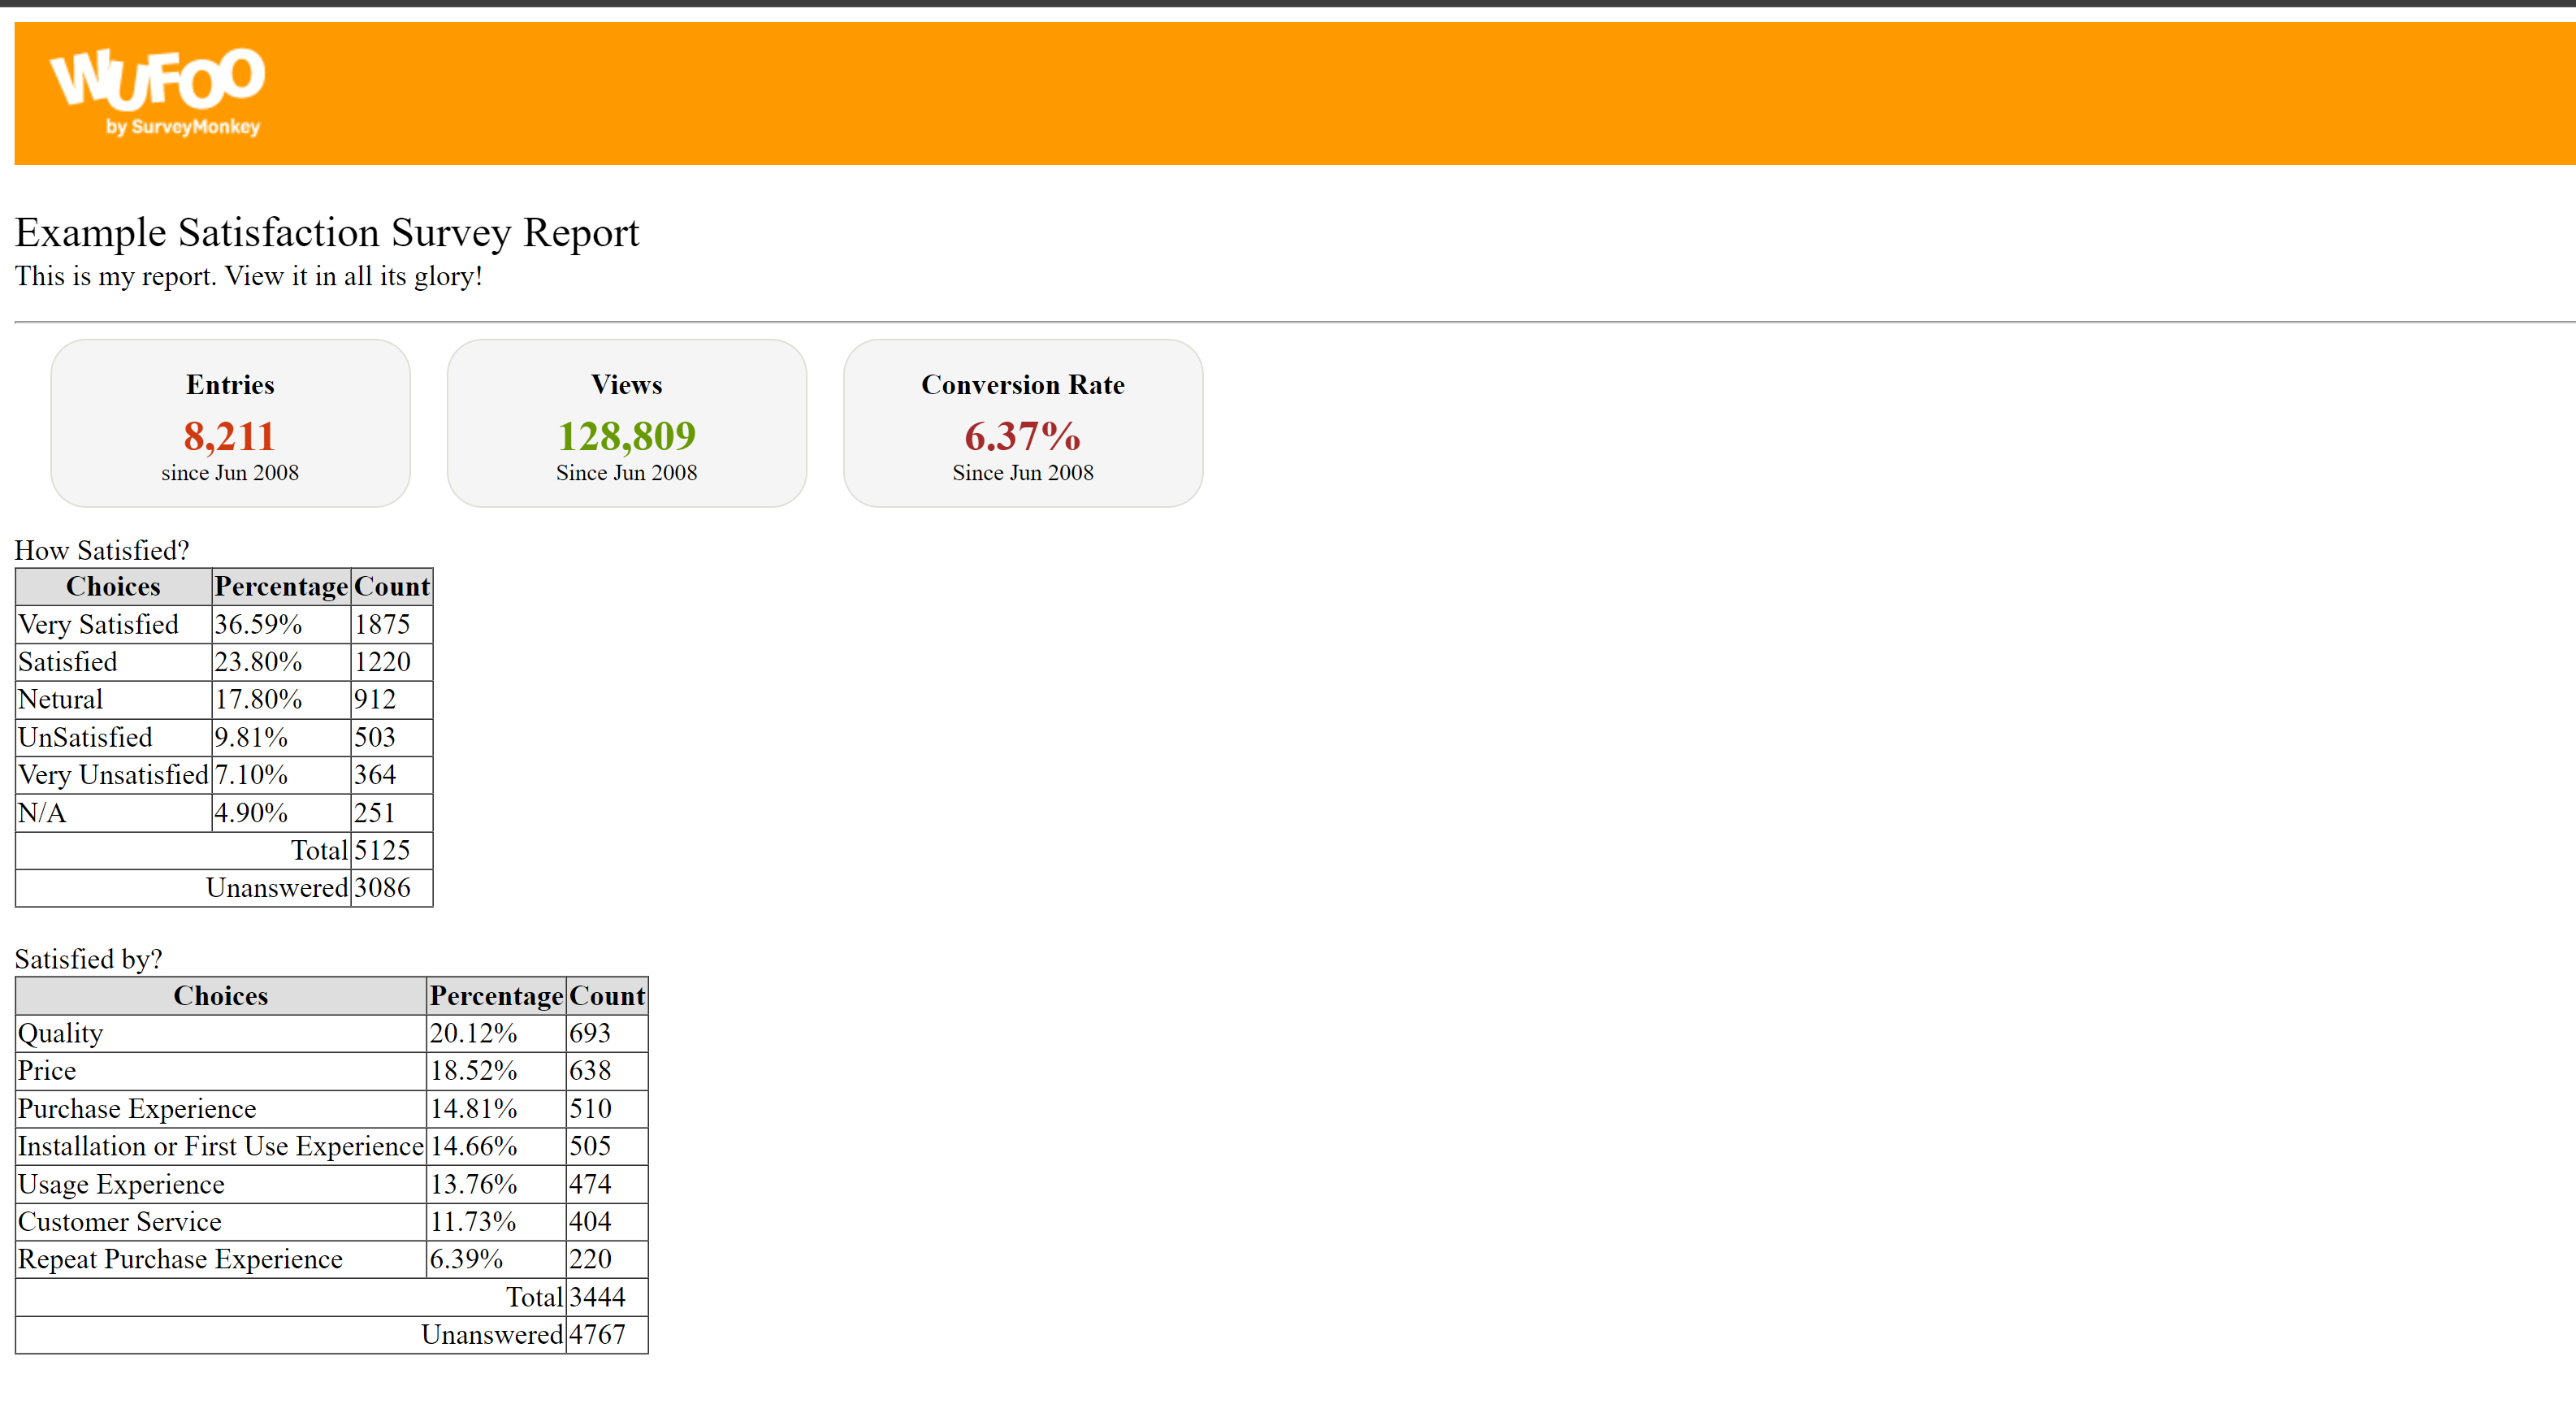 WUFOO
by SurveyMonkey
Example Satisfaction Survey Report
This is my report. View it in all its glory!
Entries
8,211
since Jun 2008
Views
128,809
Since Jun 2008
Conversion Rate
6.37%
Since Jun 2008
How Satisfied?
Choices Percentage Count
Very Satisfied 36.59% 1875
Satisfied 23.80% 1220
Netural 17.80% 912
UnSatisfied 9.81% 503
Very Unsatisfied 7.10% 364
N/A 4.90% 251
Total 5125
Unanswered 3086
Satisfied by?
Choices Percentage Count
Quality 20.12% 693
Price 18.52% 638
Purchase Experience 14.81% 510
Installation or First Use Experience 14.66% 505
Usage Experience 13.76% 474
Customer Service 11.73% 404
Repeat Purchase Experience 6.39% 220
Total 3444
Unanswered 4767